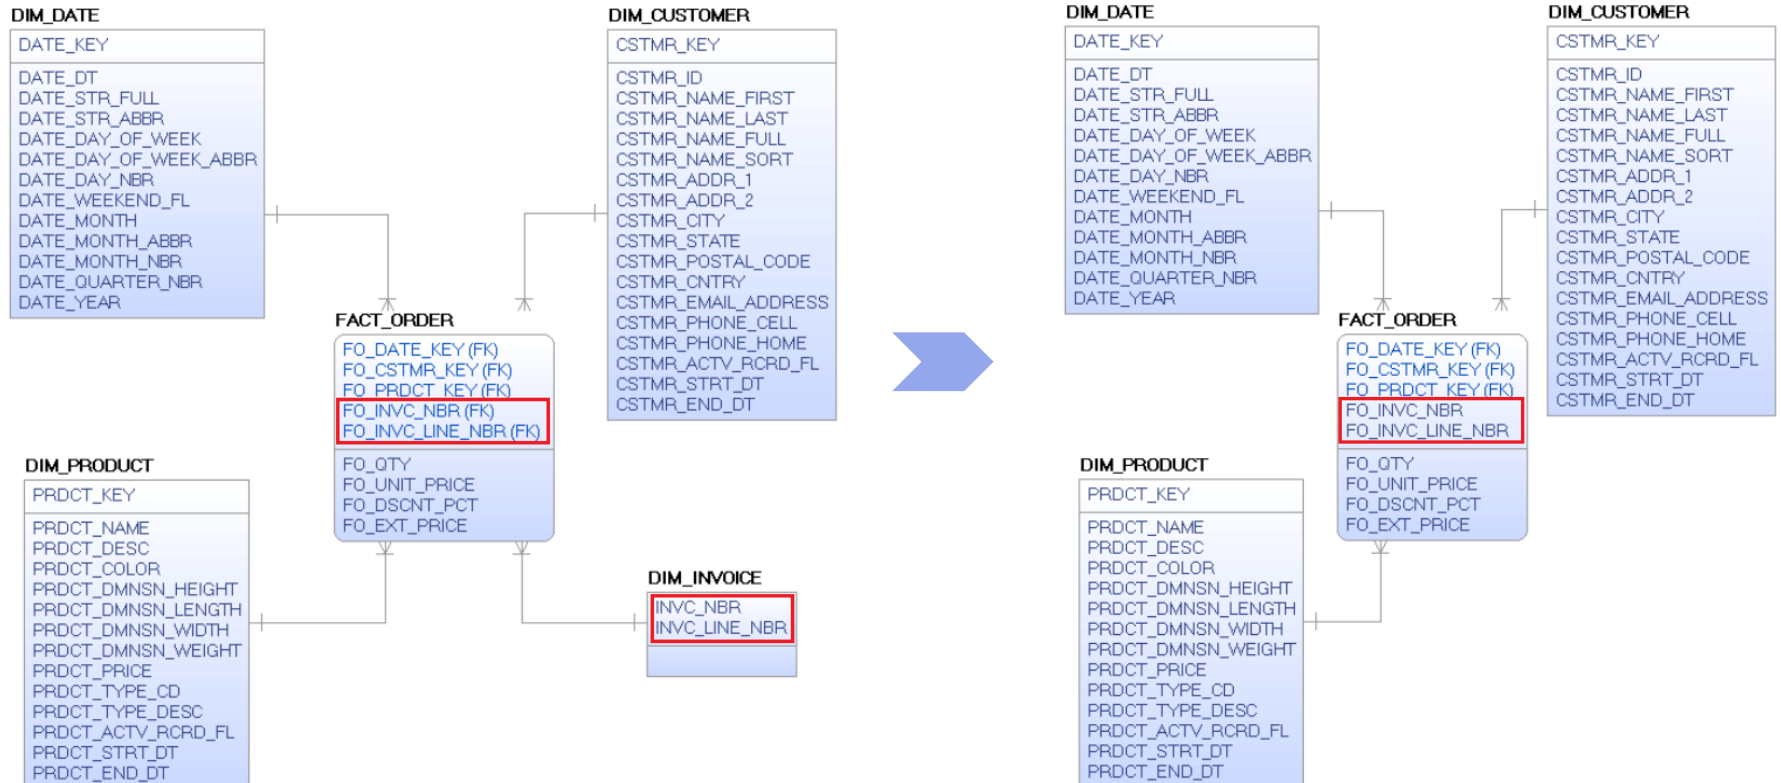 DIM_DATE
DATE_KEY
DATE_DT
DATE_STR_FULL
DATE_STR_ABBR
DATE_DAY_OF_WEEK
DATE_DAY_OF_WEEK_ABBR
DATE_DAY_NBR
DATE_WEEKEND_FL
DATE_MONTH
DATE_MONTH_ABBR
DATE_MONTH_NBR
DATE_QUARTER_NBR
DATE_YEAR
DIM_CUSTOMER
CSTMR_KEY
CSTMR_ID
CSTMR_NAME_FIRST
CSTMR_NAME_LAST
CSTMR_NAME_FULL
CSTMR_NAME_SORT
CSTMR_ADDR_1
CSTMR_ADDR_2
CSTMR_CITY
CSTMR_STATE
CSTMR_POSTAL_CODE
CSTMR_CNTRY
CSTMR_EMAIL_ADDRESS
CSTMR_PHONE_CELL
CSTMR_PHONE_HOME
CSTMR_ACTV_RCRD_FL
CSTMR_STRT_DT
CSTMR_END_DT
FACT_ORDER
FO_DATE_KEY (FK)
FO_CSTMR_KEY (FK)
FO_PRDCT_KEY (FK)
FO_INVC_NBR (FK)
FO_INVC_LINE_NBR (FK)
FO_QTY
FO_UNIT_PRICE
FO_DSCNT_PCT
FO_EXT_PRICE
DIM_PRODUCT
PRDCT_KEY
PRDCT_NAME
PRDCT_DESC
PRDCT_COLOR
PRDCT_DMNSN_HEIGHT
PRDCT_DMNSN_LENGTH
PRDCT_DMNSN_WIDTH
PRDCT_DMNSN_WEIGHT
PRDCT_PRICE
PRDCT_TYPE_CD
PRDCT_TYPE_DESC
PRDCT_ACTV_RCRD_FL
PRDCT_STRT_DT
PRDCT_END_DT
DIM_INVOICE
INVC_NBR
INVC_LINE_NBR
DIM_DATE
DATE_KEY
DATE_DT
DATE_STR_FULL
DATE_STR_ABBR
DATE_DAY_OF_WEEK
DATE_DAY_OF_WEEK_ABBR
DATE_DAY_NBR
DATE_WEEKEND_FL
DATE_MONTH
DATE_MONTH_ABBR
DATE_MONTH_NBR
DATE_QUARTER_NBR
DATE_YEAR
DIM_CUSTOMER
CSTMR_KEY
CSTMR_ID
CSTMR_NAME_FIRST
CSTMR_NAME_LAST
CSTMR_NAME_FULL
CSTMR_NAME_SORT
CSTMR_ADDR_1
CSTMR_ADDR_2
CSTMR_CITY
CSTMR_STATE
CSTMR_POSTAL_CODE
CSTMR_CNTRY
CSTMR_EMAIL_ADDRESS
CSTMR_PHONE_CELL
CSTMR_PHONE_HOME
CSTMR_ACTV_RCRD_FL
CSTMR_STRT_DT
CSTMR_END_DT
FACT_ORDER
FO_DATE_KEY (FK)
FO_CSTMR_KEY (FK)
FO_PRDCT_KEY (FK)
FO_INVC_NBR
FO_INVC_LINE_NBR
FO_QTY
FO_UNIT_PRICE
FO_DSCNT_PCT
FO_EXT_PRICE
DIM_PRODUCT
PRDCT_KEY
PRDCT_NAME
PRDCT_DESC
PRDCT_COLOR
PRDCT_DMNSN_HEIGHT
PRDCT_DMNSN_LENGTH
PRDCT_DMNSN_WIDTH
PRDCT_DMNSN_WEIGHT
PRDCT_PRICE
PRDCT_TYPE_CD
PRDCT_TYPE_DESC
PRDCT_ACTV_RCRD_FL
PRDCT_STRT_DT
PRDCT_END_DT